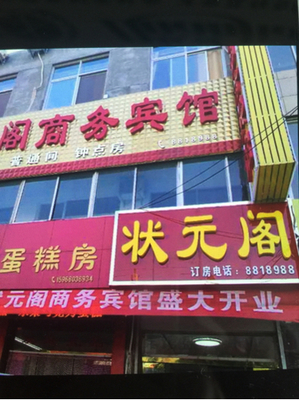 阁商务宾馆
普通间 钟点房
蛋糕房
状元阁
订房电话：8818988
元阁商务宾馆盛大开业